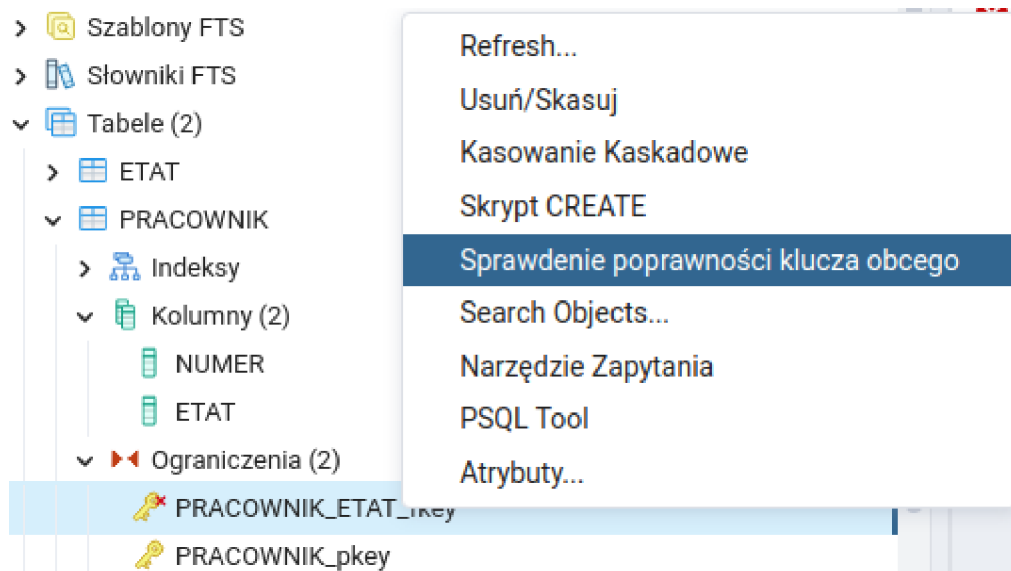 Szablony FTS
Słowniki FTS
Tabele (2)
ETAT
PRACOWNIK
Indeksy
Kolumny (2)
NUMER
ETAT
Ograniczenia (2)
PRACOWNIK_ETAT_fkey
PRACOWNIK_pkey
Refresh...
Usuń/Skasuj
Kasowanie Kaskadowe
Skrypt CREATE
Sprawdenie poprawności klucza obcego
Search Objects...
Narzędzie Zapytania
PSQL Tool
Atrybuty...